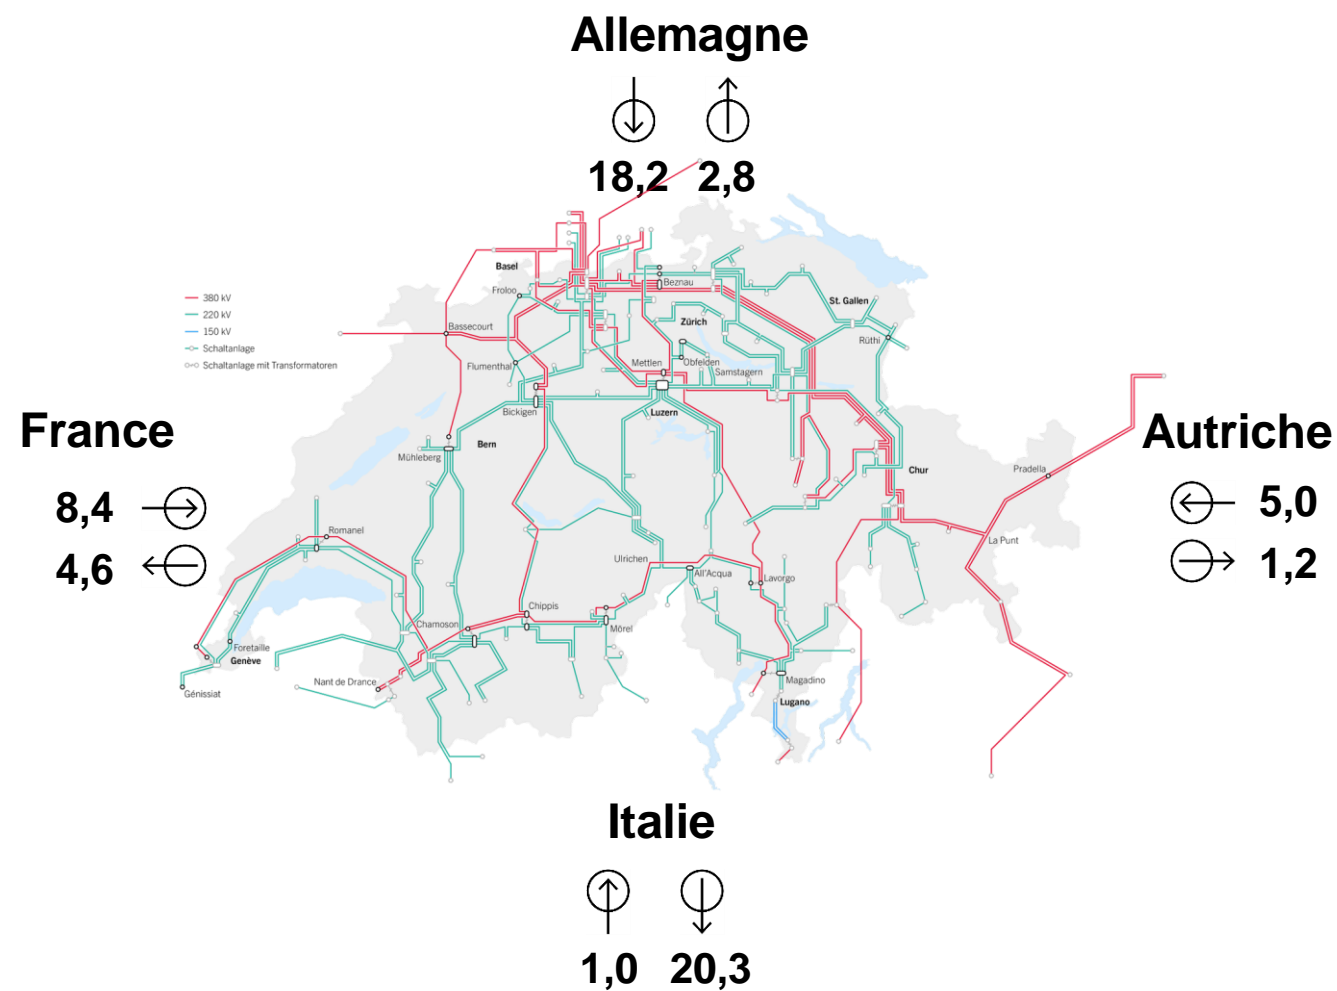 Allemagne
18,2 2,8
Basel
Froloo
Beznau
380 kV
220 kV
150 kV
Schaltanlage
Schaltanlage mit Transformatoren
St. Gallen
Zürich
Bassecourt
Rüthi
Flumenthal
Mettlen
Obfelden
Samstagern
Bickigen
Luzern
France
Autriche
Bern
Mühleberg
Chur
Pradella
8,4
5,0
Romanel
La Punt
4,6
1,2
Ulrichen
All'Acqua
Lavorgo
Chippis
Chamoson
Mörel
Foretaille
Genève
Nant de Drance
Magadino
Génissiat
Lugano
Italie
1,0 20,3